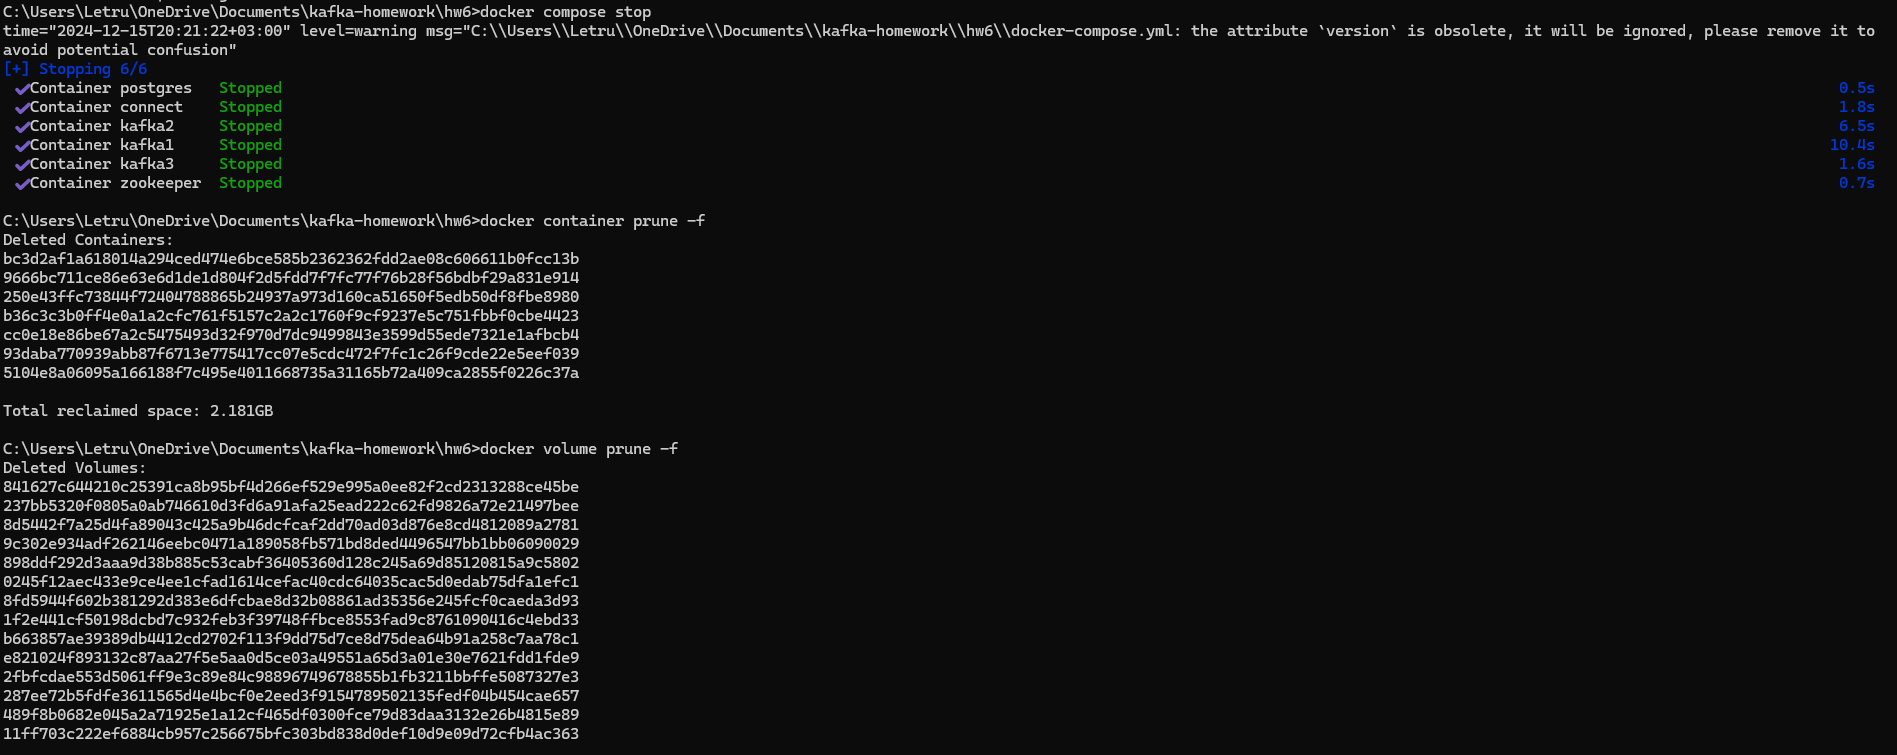 C:\Users\Letru\OneDrive\Documents\kafka-homework\hw6>docker compose stop
time="2024-12-15T20:21:22+03:00" level=warning msg="C:\\Users\\Letru\\OneDrive\\Documents\\kafka-homework\\hw6\\docker-compose.yml: the attribute `version` is obsolete, it will be ignored, please remove it to
avoid potential confusion"
[+] Stopping 6/6
✔Container postgres   Stopped 0.5s
✔Container connect    Stopped 1.8s
✔Container kafka2     Stopped 6.5s
✔Container kafka1     Stopped 10.4s
✔Container kafka3     Stopped 1.6s
✔Container zookeeper  Stopped 0.7s
C:\Users\Letru\OneDrive\Documents\kafka-homework\hw6>docker container prune -f
Deleted Containers:
bc3d2af1a618014a294ced474e6bce585b2362362fdd2ae08c606611b0fcc13b
9666bc711ce86e63e6d1de1d804f2d5fdd7f7fc77f76b28f56bdbf29a831e914
250e43ffc73844f72404788865b24937a973d160ca51650f5edb50df8fbe8980
b36c3c3b0ff4e0a1a2cfc761f5157c2a2c1760f9cf9237e5c751fbbf0cbe4423
cc0e18e86be67a2c5475493d32f970d7dc9499843e3599d55ede7321e1afbcb4
93daba770939abb87f6713e775417cc07e5cdc472f7fc1c26f9cde22e5eef039
5104e8a06095a166188f7c495e4011668735a31165b72a409ca2855f0226c37a
Total reclaimed space: 2.181GB
C:\Users\Letru\OneDrive\Documents\kafka-homework\hw6>docker volume prune -f
Deleted Volumes:
841627c644210c25391ca8b95bf4d266ef529e995a0ee82f2cd2313288ce45be
237bb5320f0805a0ab746610d3fd6a91afa25ead222c62fd9826a72e21497bee
8d5442f7a25d4fa89043c425a9b46dcfcaf2dd70ad03d876e8cd4812089a2781
9c302e934adf262146eebc0471a189058fb571bd8ded4496547bb1bb06090029
898ddf292d3aaa9d38b885c53cabf36405360d128c245a69d85120815a9c5802
0245f12aec433e9ce4ee1cfad1614cefac40cdc64035cac5d0edab75dfa1efc1
8fd5944f602b381292d383e6dfcbae8d32b08861ad35356e245fcf0caeda3d93
1f2e441cf50198dcbd7c932feb3f39748ffbce8553fad9c8761090416c4ebd33
b663857ae39389db4412cd2702f113f9dd75d7ce8d75dea64b91a258c7aa78c1
e821024f893132c87aa27f5e5aa0d5ce03a49551a65d3a01e30e7621fdd1fde9
2fbfcdae553d5061ff9e3c89e84c98896749678855b1fb3211bbffe5087327e3
287ee72b5fdfe3611565d4e4bcf0e2eed3f9154789502135fedf04b454cae657
489f8b0682e045a2a71925e1a12cf465df0300fce79d83daa3132e26b4815e89
11ff703c222ef6884cb957c256675bfc303bd838d0def10d9e09d72cfb4ac363